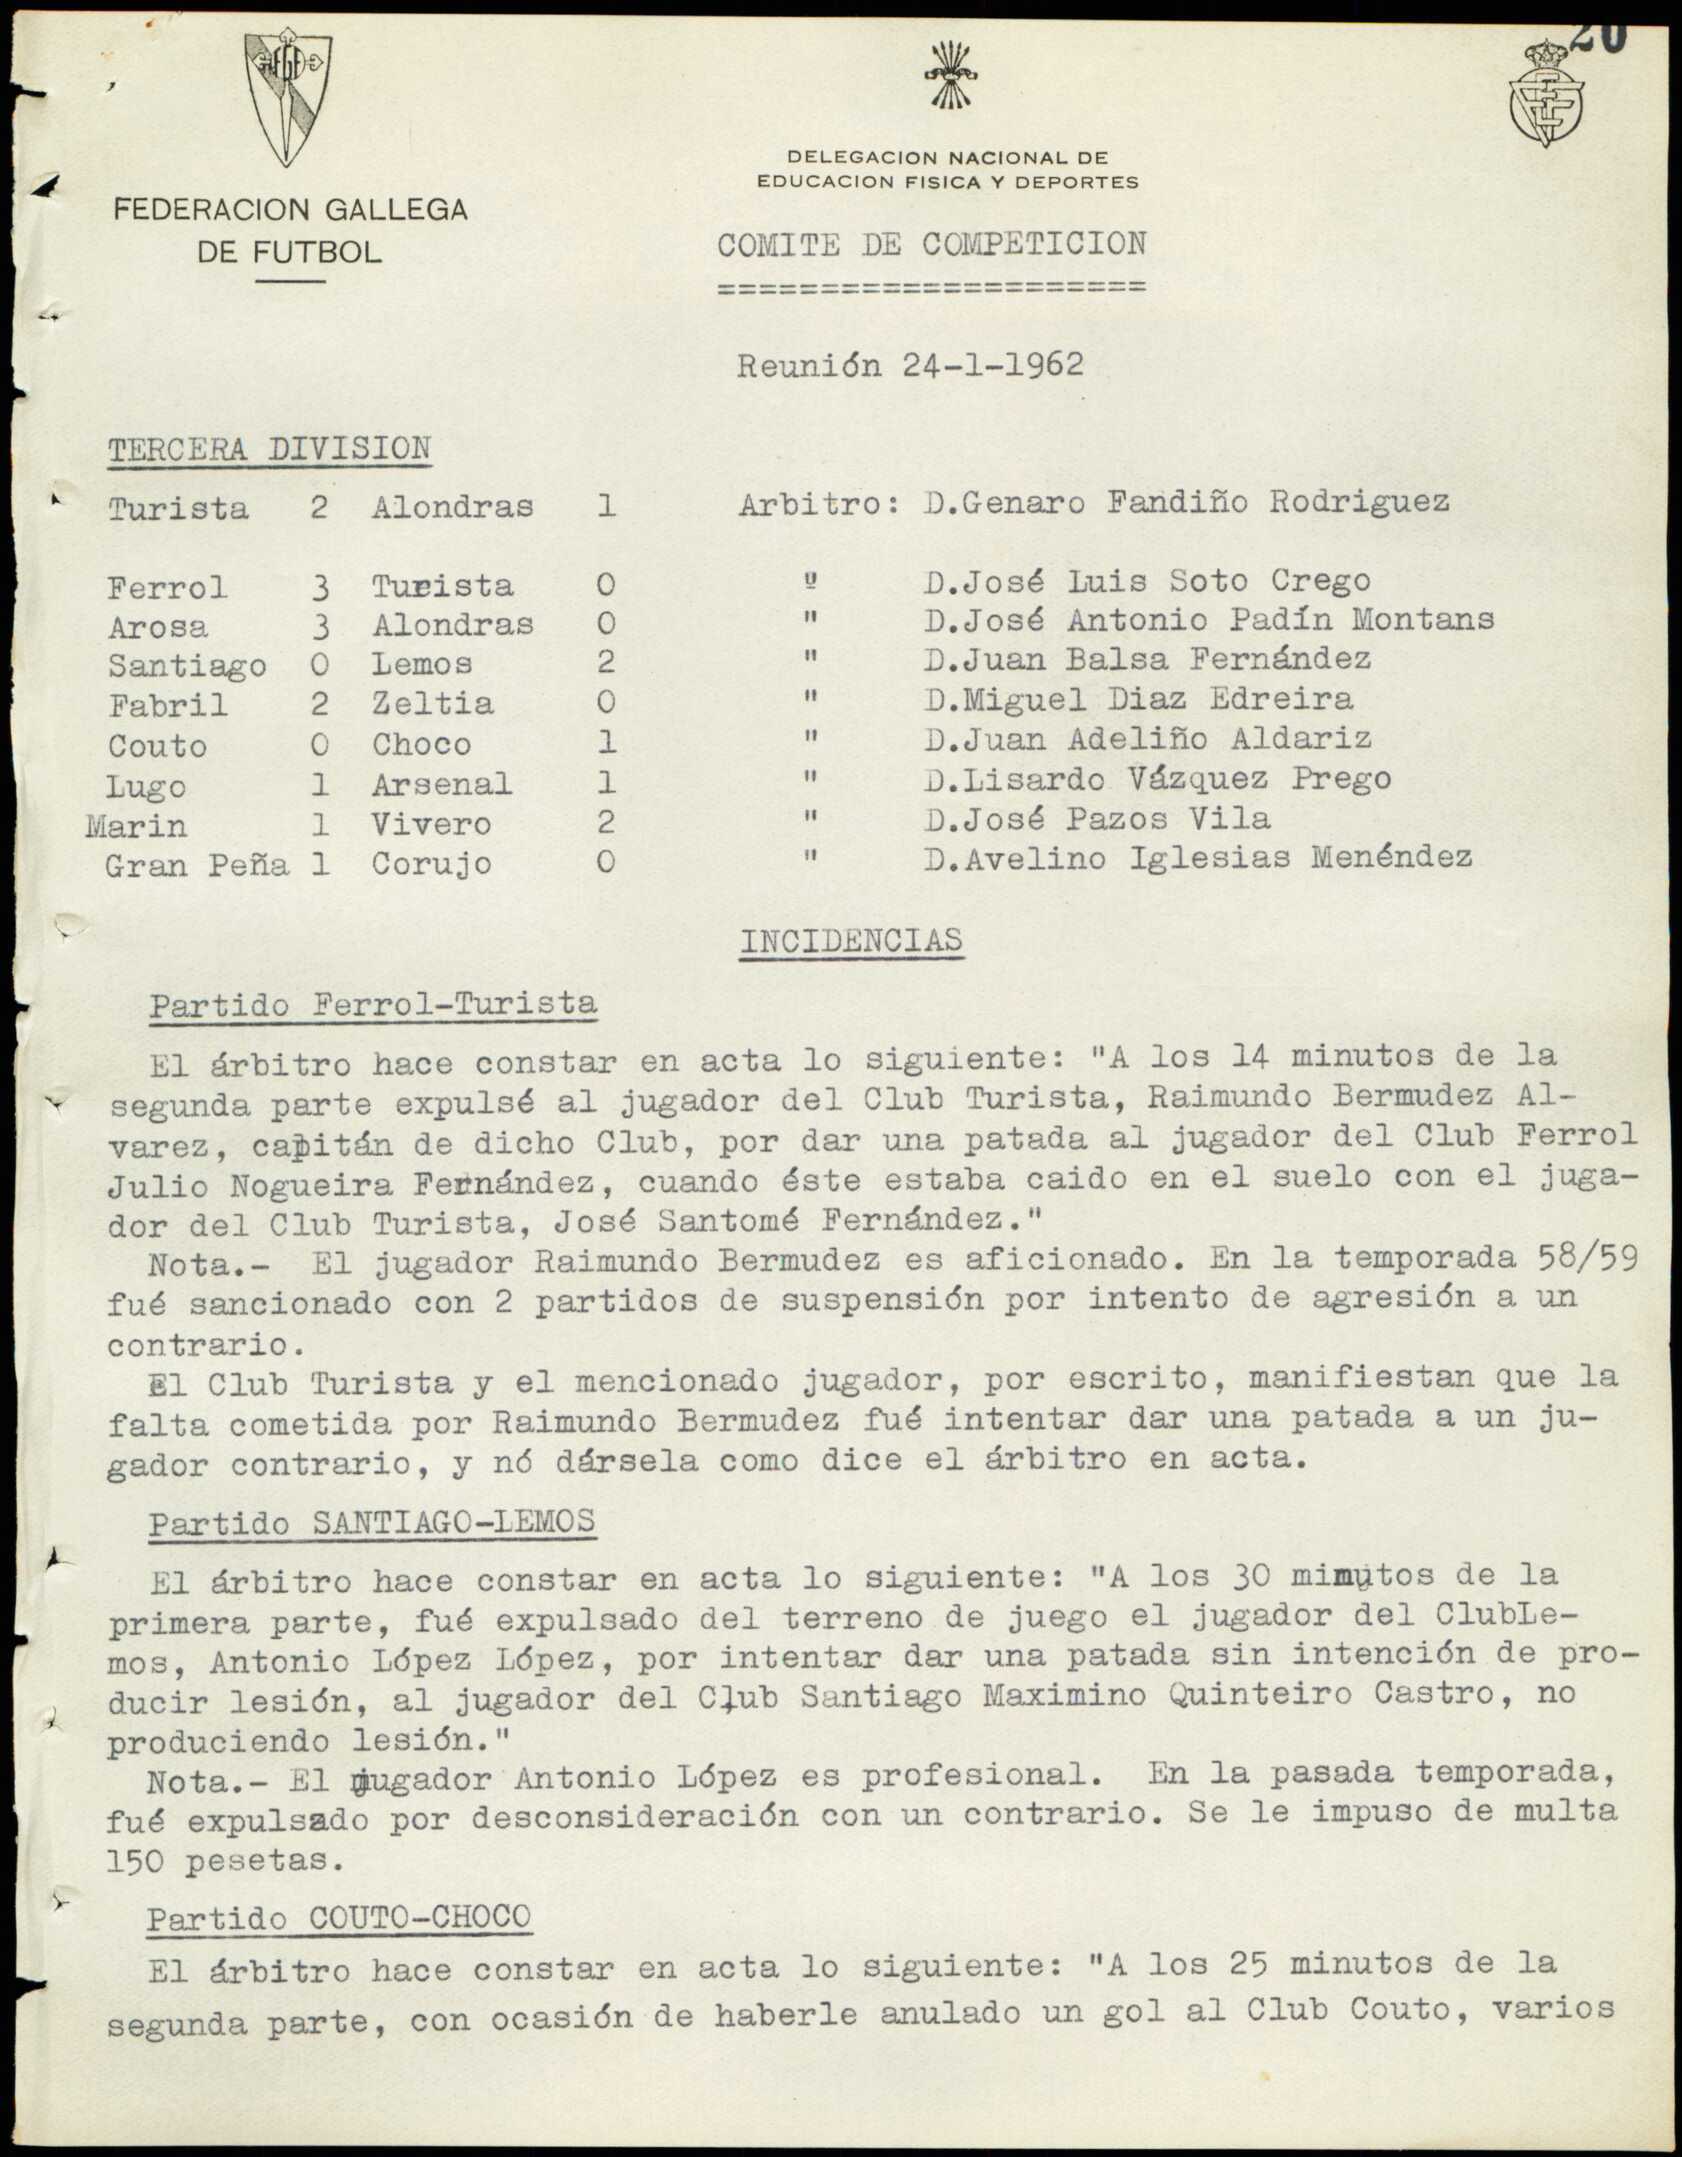 20
FEDERACION GALLEGA
DE FUTBOL
DELEGACION NACIONAL DE
EDUCACION FISICA Y DEPORTES
COMITE DE COMPETICION
=====================
Reunión 24-1-1962
TERCERA DIVISION
Turista 2 Alondras 1 Arbitro: D.Genaro Fandiño Rodriguez
Ferrol 3 Turista 0 " D.José Luis Soto Crego
Arosa 3 Alondras 0 " D.José Antonio Padín Montans
Santiago 0 Lemos 2 " D.Juan Balsa Fernández
Fabril 2 Zeltia 0 " D.Miguel Diaz Edreira
Couto 0 Choco 1 " D.Juan Adeliño Aldariz
Lugo 1 Arsenal 1 " D.Lisardo Vázquez Prego
Marin 1 Vivero 2 " D.José Pazos Vila
Gran Peña 1 Corujo 0 " D.Avelino Iglesias Menéndez
INCIDENCIAS
Partido Ferrol-Turista
El árbitro hace constar en acta lo siguiente: "A los 14 minutos de la
segunda parte expulsé al jugador del Club Turista, Raimundo Bermudez Al-
varez, capitán de dicho Club, por dar una patada al jugador del Club Ferrol
Julio Nogueira Fernández, cuando éste estaba caido en el suelo con el juga-
dor del Club Turista, José Santomé Fernández."
Nota.- El jugador Raimundo Bermudez es aficionado. En la temporada 58/59
fué sancionado con 2 partidos de suspensión por intento de agresión a un
contrario.
El Club Turista y el mencionado jugador, por escrito, manifiestan que la
falta cometida por Raimundo Bermudez fué intentar dar una patada a un ju-
gador contrario, y nó dársela como dice el árbitro en acta.
Partido SANTIAGO-LEMOS
El árbitro hace constar en acta lo siguiente: "A los 30 minutos de la
primera parte, fué expulsado del terreno de juego el jugador del ClubLe-
mos, Antonio López López, por intentar dar una patada sin intención de pro-
ducir lesión, al jugador del Club Santiago Maximino Quinteiro Castro, no
produciendo lesión."
Nota.- El jugador Antonio López es profesional. En la pasada temporada,
fué expulsado por desconsideración con un contrario. Se le impuso de multa
150 pesetas.
Partido COUTO-CHOCO
El árbitro hace constar en acta lo siguiente: "A los 25 minutos de la
segunda parte, con ocasión de haberle anulado un gol al Club Couto, varios